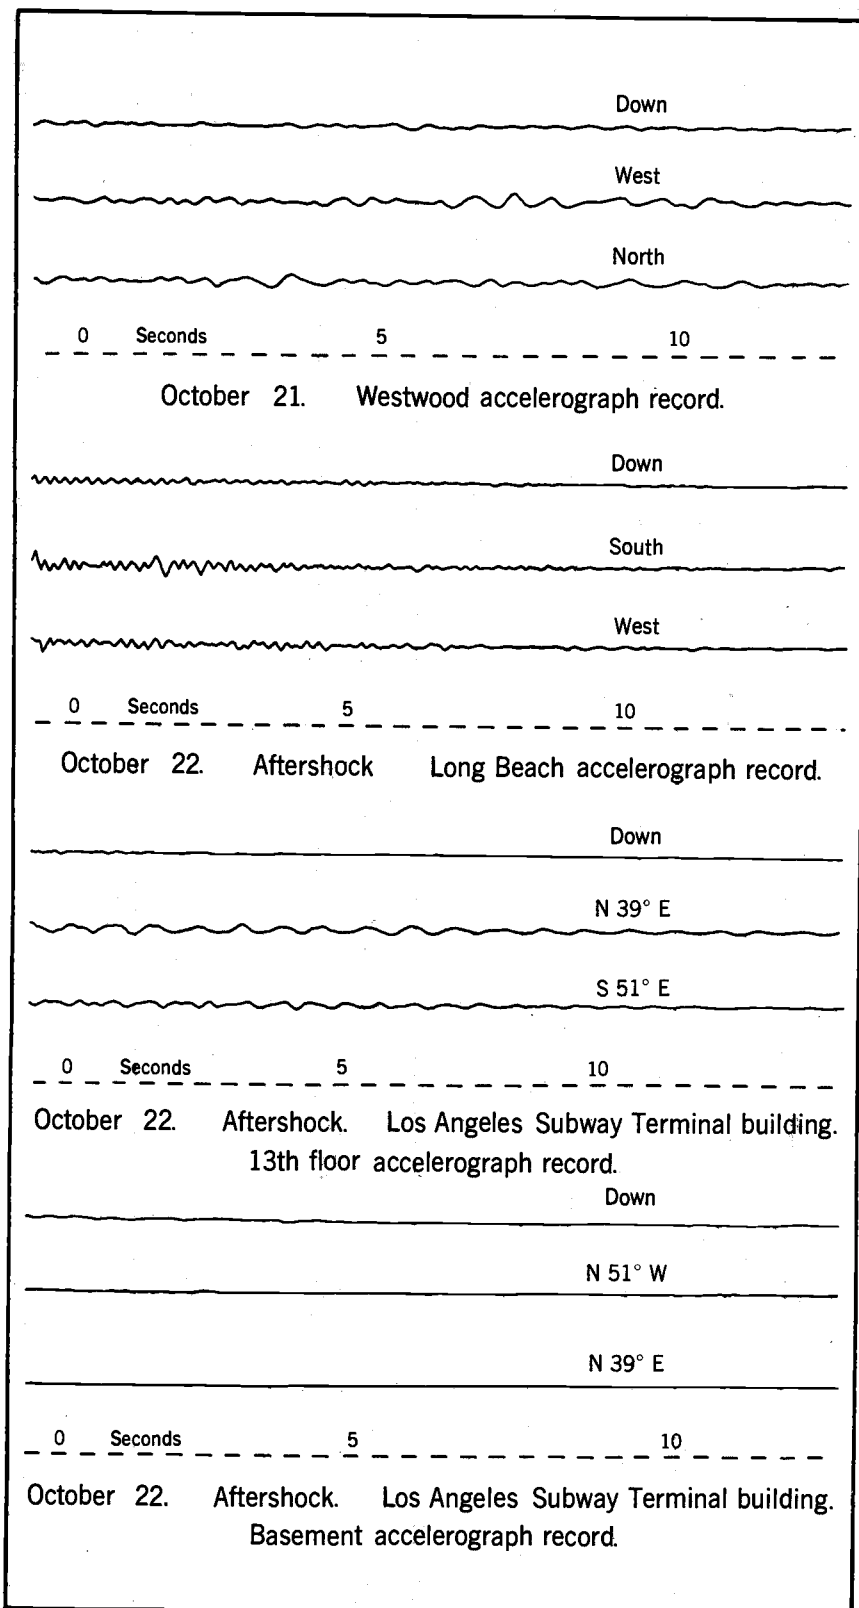 Down
West
North
0 Seconds 5 10
October 21. Westwood accelerograph record.
Down
South
West
0 Seconds 5 10
October 22. Aftershock Long Beach accelerograph record.
Down
N 39° E
S 51° E
0 Seconds 5 10
October 22. Aftershock. Los Angeles Subway Terminal building.
13th floor accelerograph record.
Down
N 51° W
N 39° E
0 Seconds 5 10
October 22. Aftershock. Los Angeles Subway Terminal building.
Basement accelerograph record.